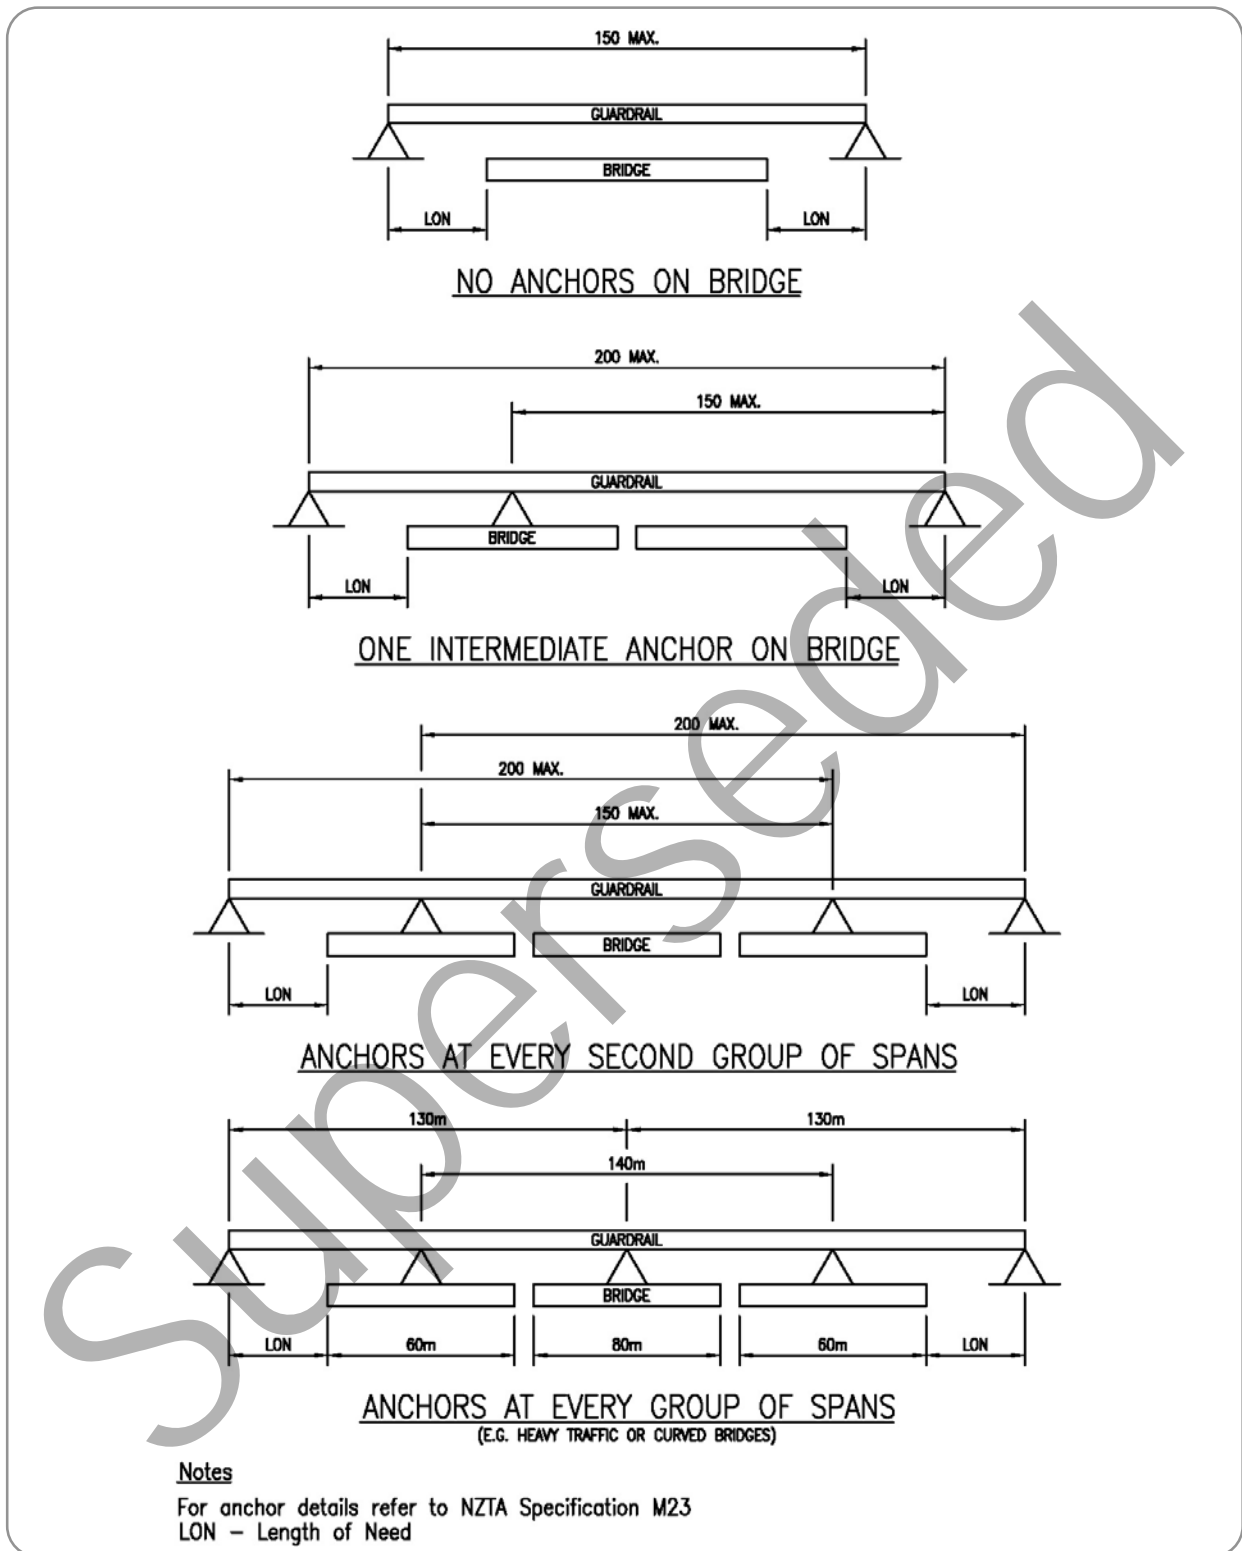 150 MAX.
GUARDRAIL
BRIDGE
LON LON
NO ANCHORS ON BRIDGE
200 MAX.
150 MAX.
GUARDRAIL
BRIDGE
LON LON
ONE INTERMEDIATE ANCHOR ON BRIDGE
200 MAX.
200 MAX.
150 MAX.
GUARDRAIL
BRIDGE
LON LON
ANCHORS AT EVERY SECOND GROUP OF SPANS
130m 130m
140m
GUARDRAIL
BRIDGE
LON 60m 80m 60m LON
ANCHORS AT EVERY GROUP OF SPANS
(E.G. HEAVY TRAFFIC OR CURVED BRIDGES)
Notes
For anchor details refer to NZTA Specification M23
LON – Length of Need
Superseded